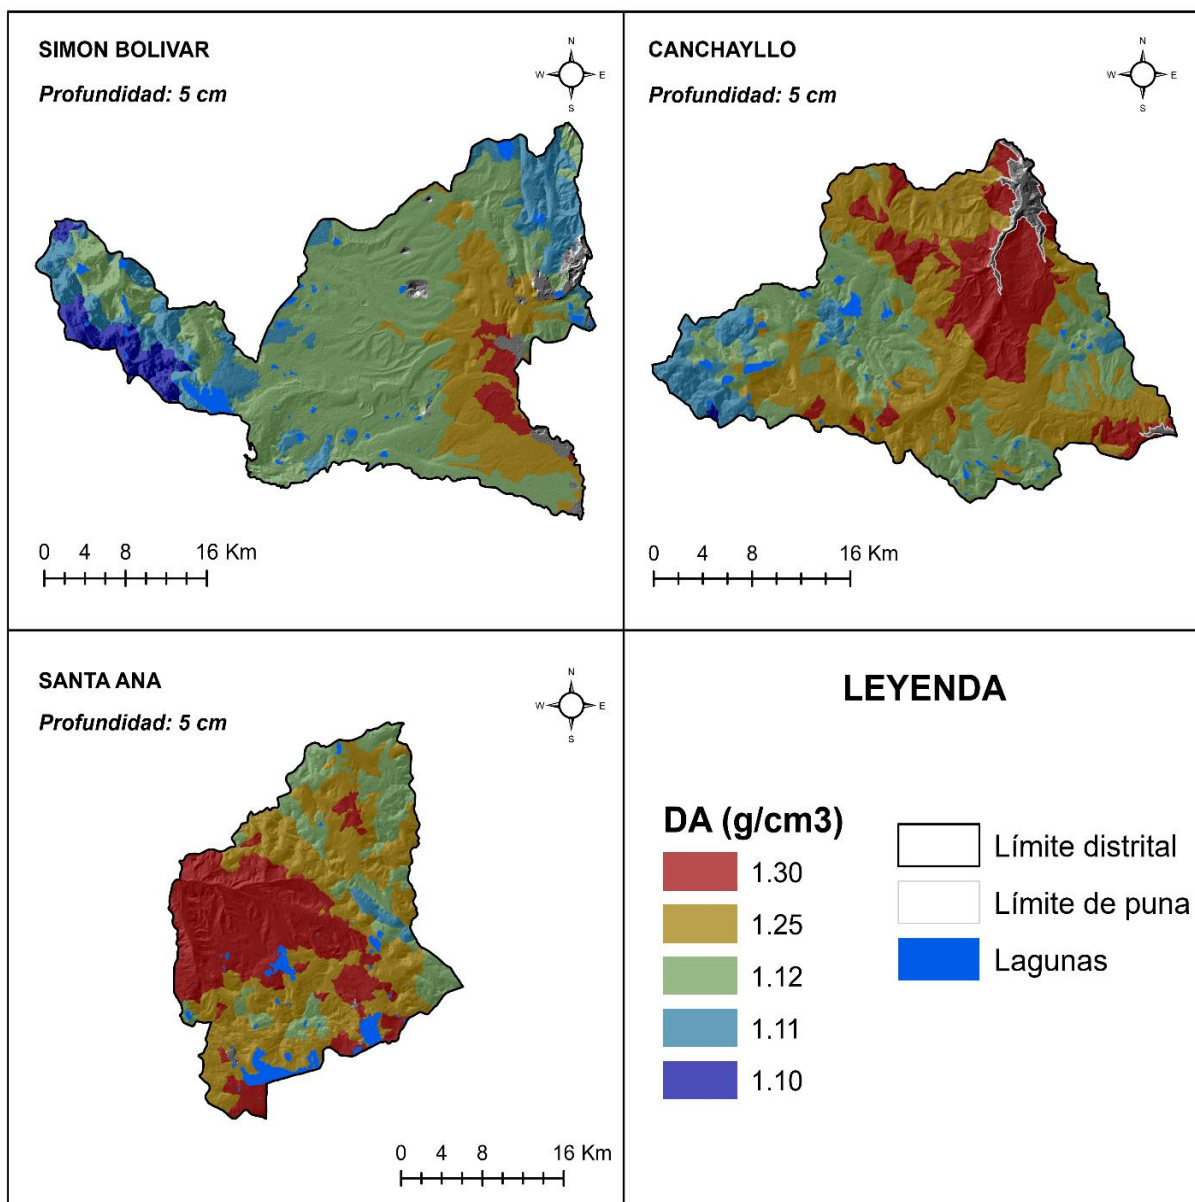 SIMON BOLIVAR
Profundidad: 5 cm
N
W E
S
0 4 8 16 Km
CANCHAYLLO
Profundidad: 5 cm
N
W E
S
0 4 8 16 Km
SANTA ANA
Profundidad: 5 cm
N
W E
S
0 4 8 16 Km
LEYENDA
DA (g/cm3)
1.30
1.25
1.12
1.11
1.10
Límite distrital
Límite de puna
Lagunas